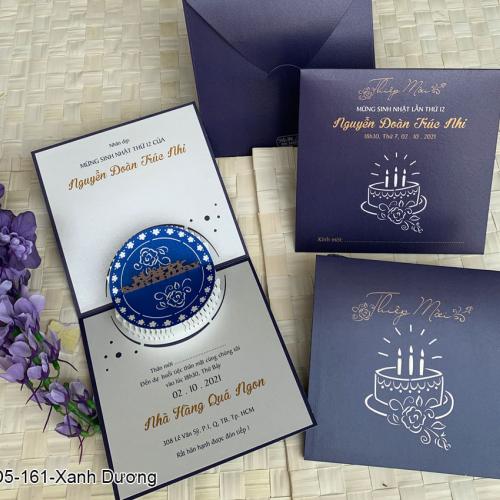 Nhân dịp
MỪNG SINH NHẬT THỨ 12 CỦA
Nguyễn Đoàn Trúc Nhi
Thân mời
Đến dự buổi tiệc thân mật cùng chúng tôi
vào lúc 18h30, Thứ Bảy
02 . 10 . 2021
Nhà Hàng Quá Ngon
308 Lê Văn Sỹ, P.1, Q, TB. Tp. HCM
Rất hân hạnh được đón tiếp !
Thiệp Mời
MỪNG SINH NHẬT LẦN THỨ 12
Nguyễn Đoàn Trúc Nhi
18h30, Thứ 7, 02 . 10 . 2021
Kính mời:
Thiệp Mời
05-161-Xanh Dương